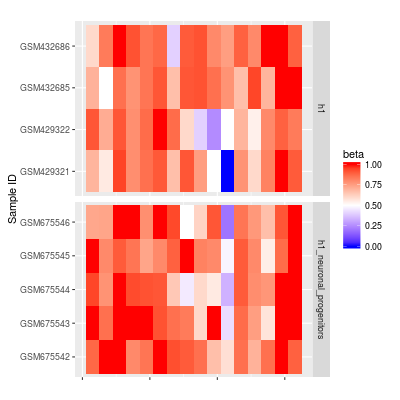 GSM432686
GSM432685
GSM429322
GSM429321
h1
GSM675546
GSM675545
GSM675544
GSM675543
GSM675542
h1_neuronal_progenitors
Sample ID
beta
1.00
0.75
0.50
0.25
0.00